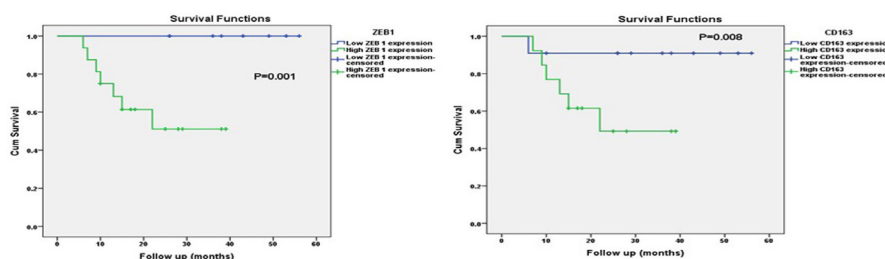 Survival Functions
ZEB1
Low ZEB 1 expression
High ZEB 1 expression
Low ZEB 1 expression-
censored
High ZEB 1 expression-
censored
P=0.001
Cum Survival
1.0
0.8
0.6
0.4
0.2
0.0
0
10
20
30
40
50
60
Follow up (months)
Survival Functions
CD163
Low CD163 expression
High CD163 expression
Low CD163
expression-censored
High CD163
expression-censored
P=0.008
Cum Survival
1.0
0.8
0.6
0.4
0.2
0.0
0
10
20
30
40
50
60
Follow up (months)